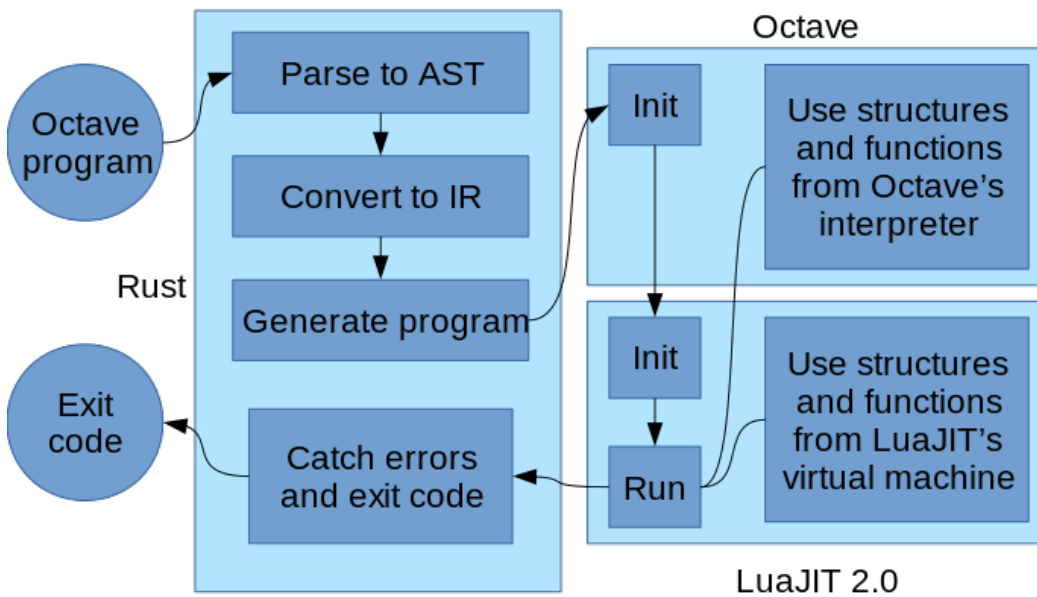 Octave
program
Rust
Exit
code
Parse to AST
Convert to IR
Generate program
Catch errors
and exit code
Octave
Init
Use structures
and functions
from Octave’s
interpreter
Init
Run
Use structures
and functions
from LuaJIT’s
virtual machine
LuaJIT 2.0